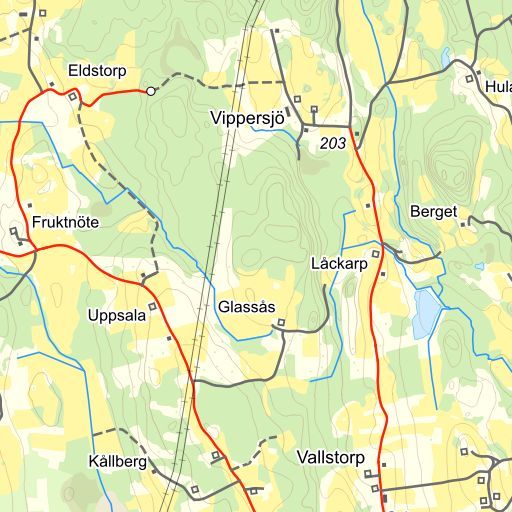 Eldstorp
Hula
Vippersjö
203
Fruktnöte
Berget
Låckarp
Uppsala
Glassås
Kållberg
Vallstorp